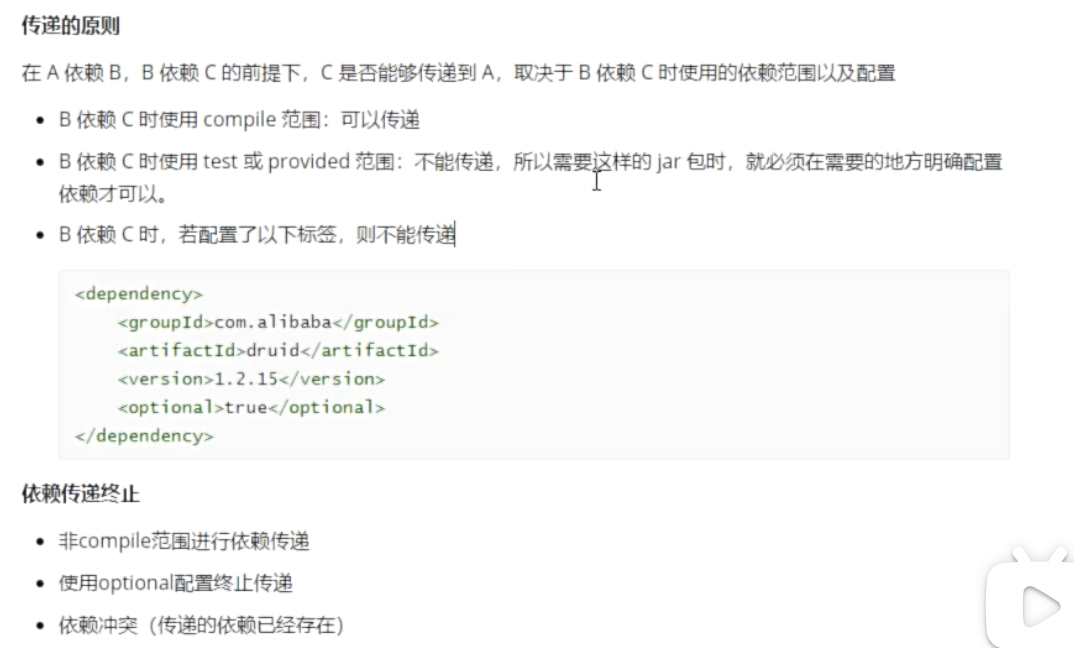 传递的原则
在 A 依赖 B，B 依赖 C 的前提下，C 是否能够传递到 A，取决于 B 依赖 C 时使用的依赖范围以及配置
• B 依赖 C 时使用 compile 范围：可以传递
• B 依赖 C 时使用 test 或 provided 范围：不能传递，所以需要这样的 jar 包时，就必须在需要的地方明确配置
依赖才可以。
• B 依赖 C 时，若配置了以下标签，则不能传递
<dependency>
    <groupId>com.alibaba</groupId>
    <artifactId>druid</artifactId>
    <version>1.2.15</version>
    <optional>true</optional>
</dependency>
依赖传递终止
• 非compile范围进行依赖传递
• 使用optional配置终止传递
• 依赖冲突（传递的依赖已经存在）